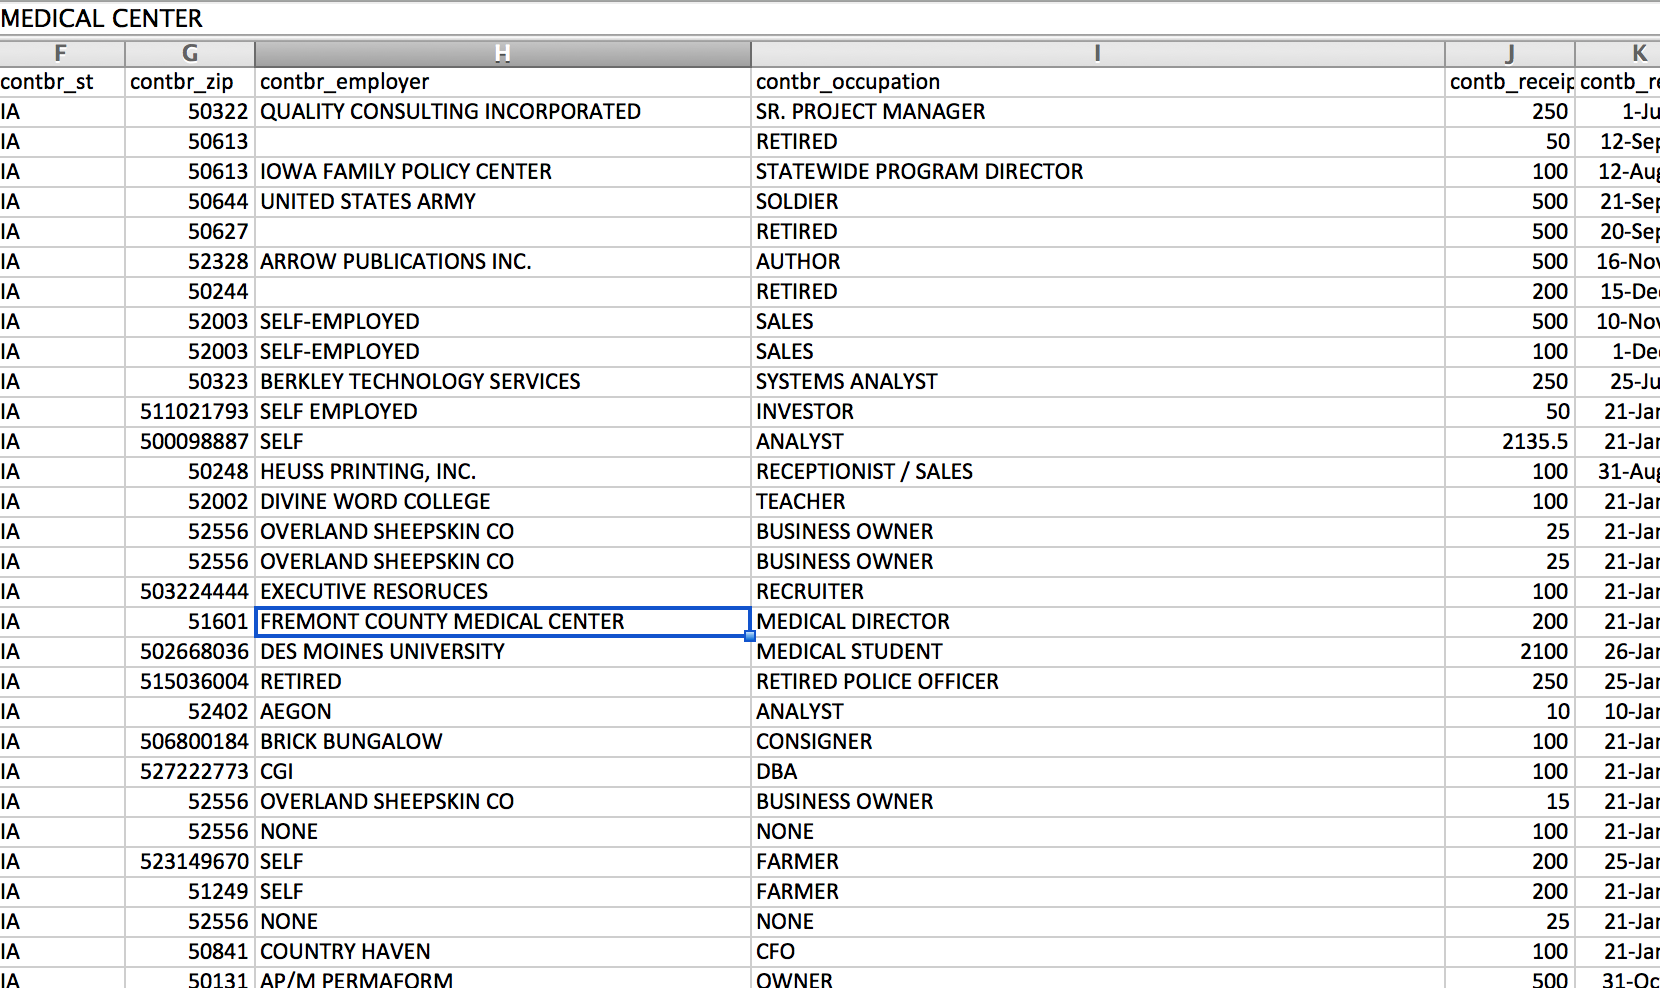 MEDICAL CENTER
F G H I J K
contbr_st contbr_zip contbr_employer contbr_occupation contb_receip contb_re
IA 50322 QUALITY CONSULTING INCORPORATED SR. PROJECT MANAGER 250 1-Ju
IA 50613 RETIRED 50 12-Sep
IA 50613 IOWA FAMILY POLICY CENTER STATEWIDE PROGRAM DIRECTOR 100 12-Aug
IA 50644 UNITED STATES ARMY SOLDIER 500 21-Sep
IA 50627 RETIRED 500 20-Sep
IA 52328 ARROW PUBLICATIONS INC. AUTHOR 500 16-Nov
IA 50244 RETIRED 200 15-Dec
IA 52003 SELF-EMPLOYED SALES 500 10-Nov
IA 52003 SELF-EMPLOYED SALES 100 1-Dec
IA 50323 BERKLEY TECHNOLOGY SERVICES SYSTEMS ANALYST 250 25-Ju
IA 511021793 SELF EMPLOYED INVESTOR 50 21-Jan
IA 500098887 SELF ANALYST 2135.5 21-Jan
IA 50248 HEUSS PRINTING, INC. RECEPTIONIST / SALES 100 31-Aug
IA 52002 DIVINE WORD COLLEGE TEACHER 100 21-Jan
IA 52556 OVERLAND SHEEPSKIN CO BUSINESS OWNER 25 21-Jan
IA 52556 OVERLAND SHEEPSKIN CO BUSINESS OWNER 25 21-Jan
IA 503224444 EXECUTIVE RESORUCES RECRUITER 100 21-Jan
IA 51601 FREMONT COUNTY MEDICAL CENTER MEDICAL DIRECTOR 200 21-Jan
IA 502668036 DES MOINES UNIVERSITY MEDICAL STUDENT 2100 26-Jan
IA 515036004 RETIRED RETIRED POLICE OFFICER 250 25-Jan
IA 52402 AEGON ANALYST 10 10-Jan
IA 506800184 BRICK BUNGALOW CONSIGNER 100 21-Jan
IA 527222773 CGI DBA 100 21-Jan
IA 52556 OVERLAND SHEEPSKIN CO BUSINESS OWNER 15 21-Jan
IA 52556 NONE NONE 100 21-Jan
IA 523149670 SELF FARMER 200 25-Jan
IA 51249 SELF FARMER 200 21-Jan
IA 52556 NONE NONE 25 21-Jan
IA 50841 COUNTRY HAVEN CFO 100 21-Jan
IA 50131 AP/M PERMAFORM OWNER 500 31-Oc